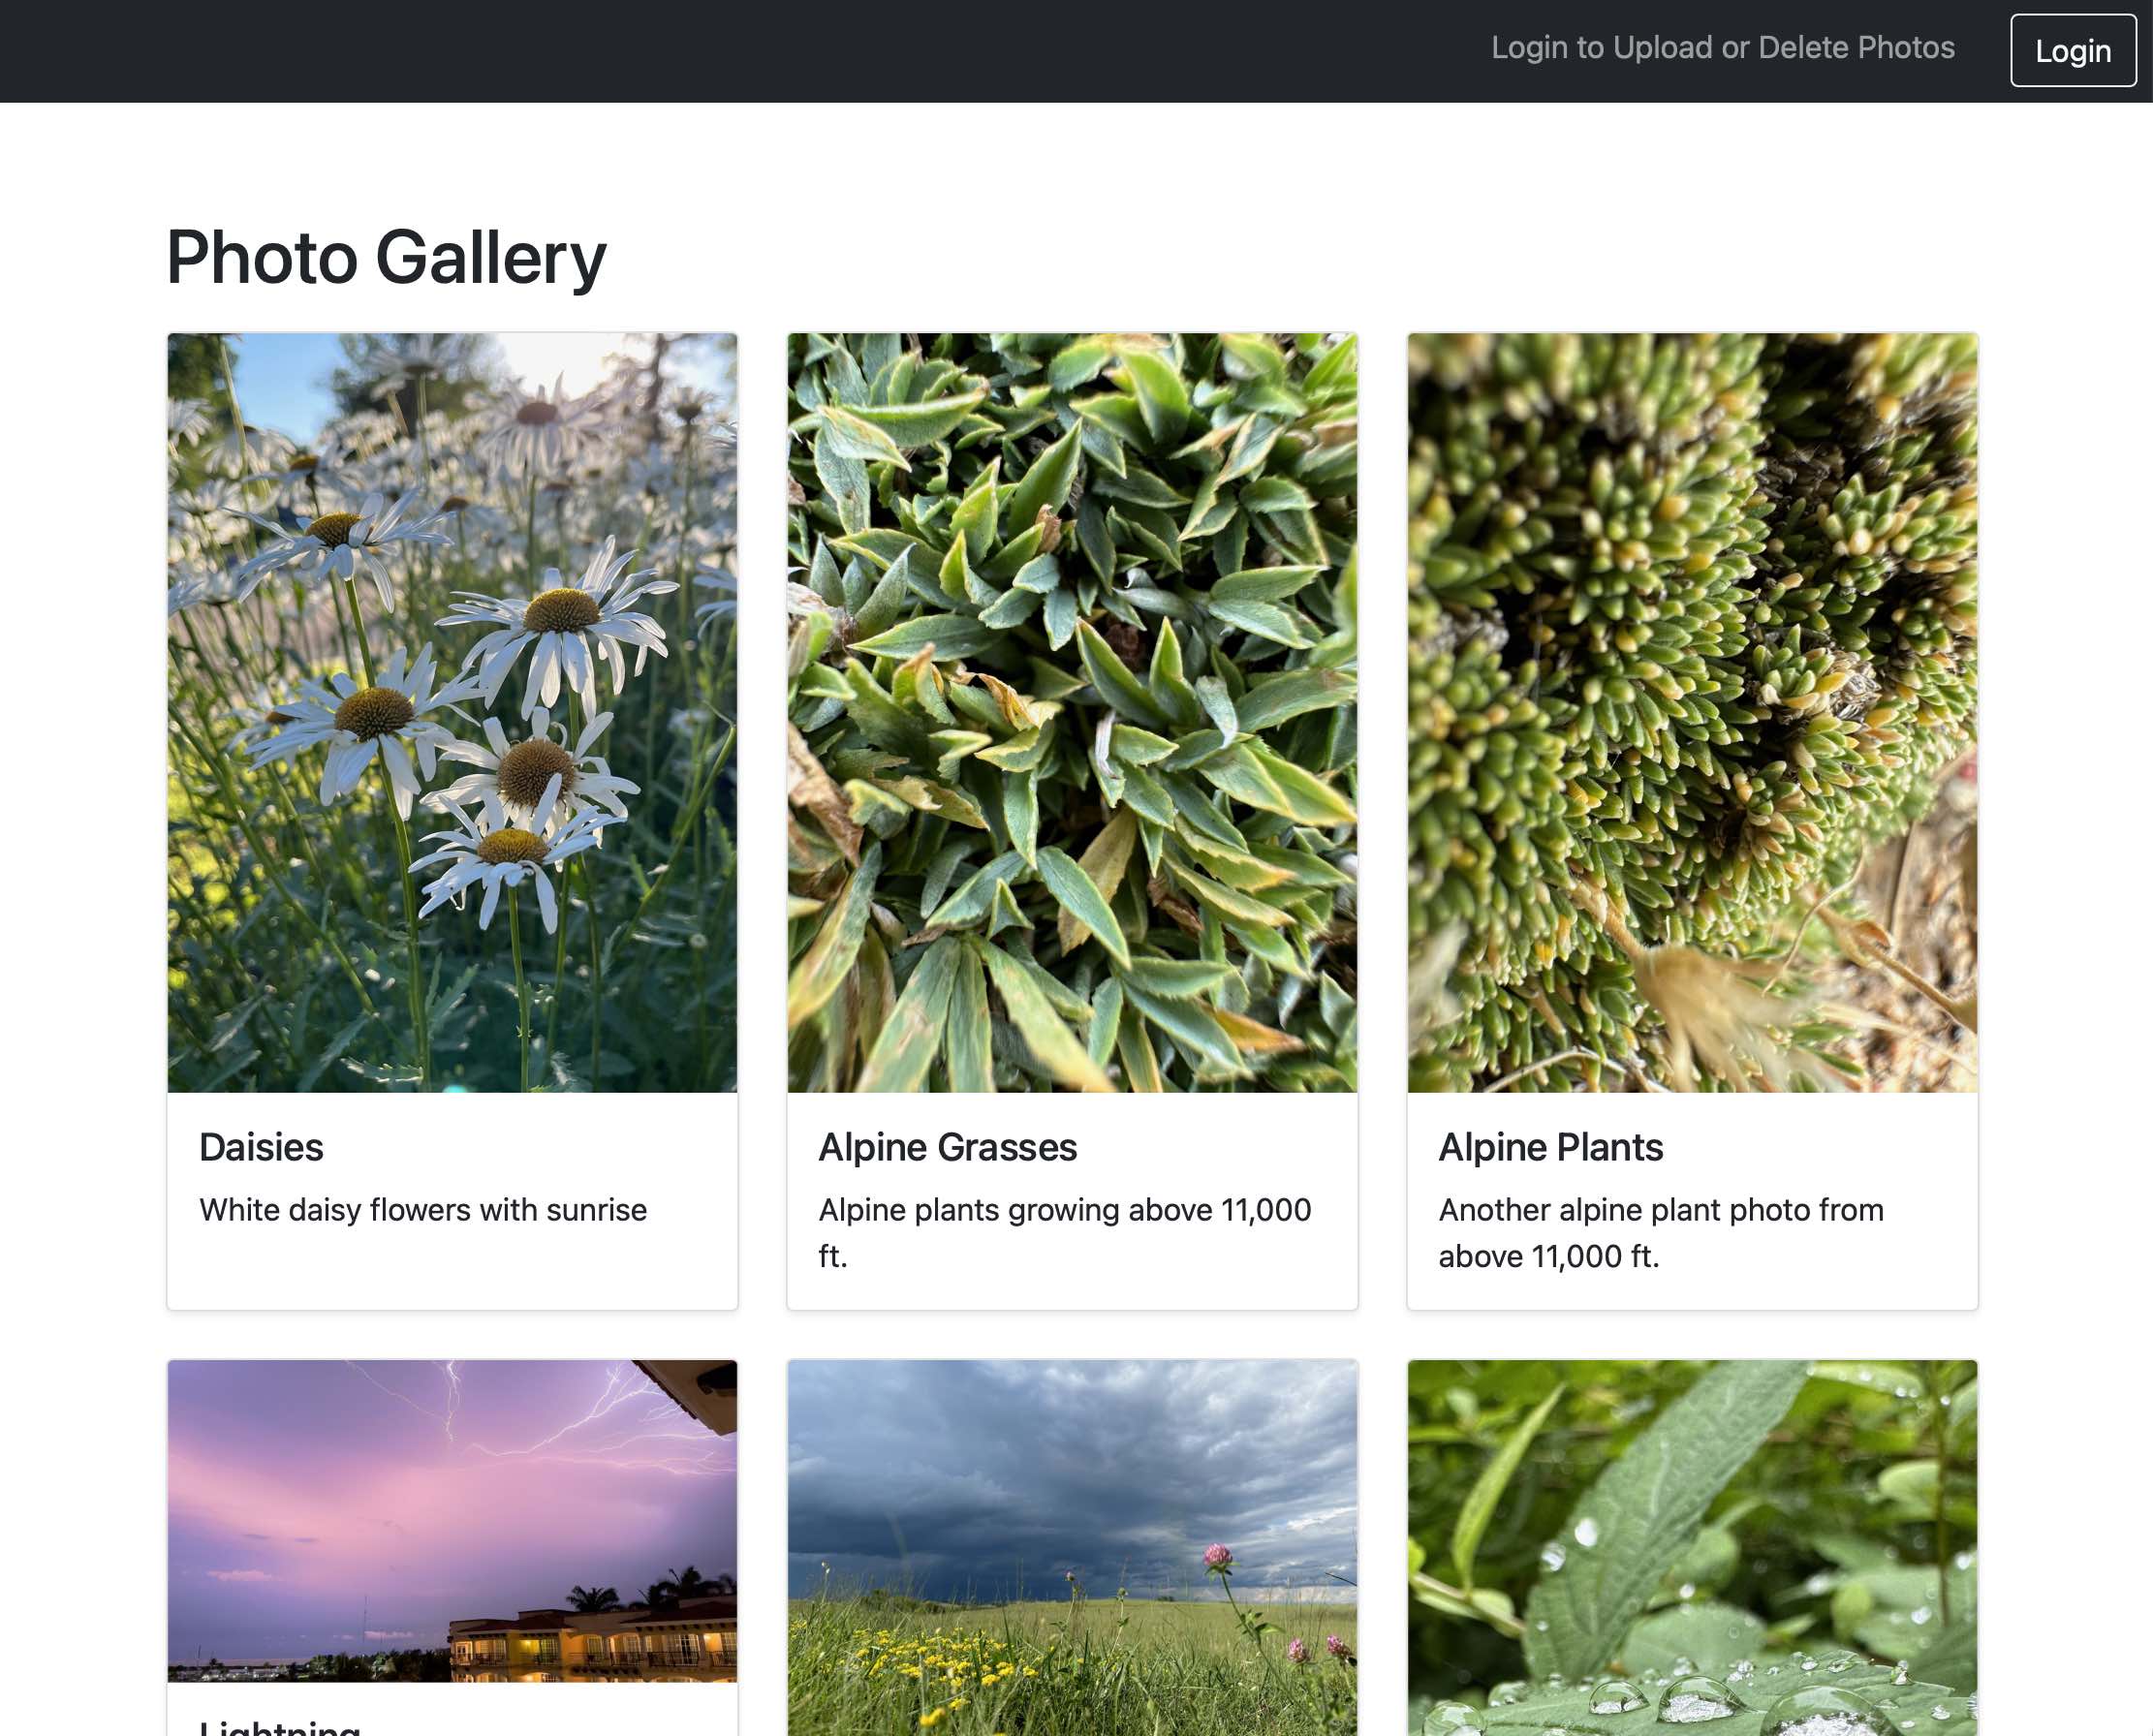 Login to Upload or Delete Photos
Login
Photo Gallery
Daisies
White daisy flowers with sunrise
Alpine Grasses
Alpine plants growing above 11,000
ft.
Alpine Plants
Another alpine plant photo from
above 11,000 ft.
Lightning